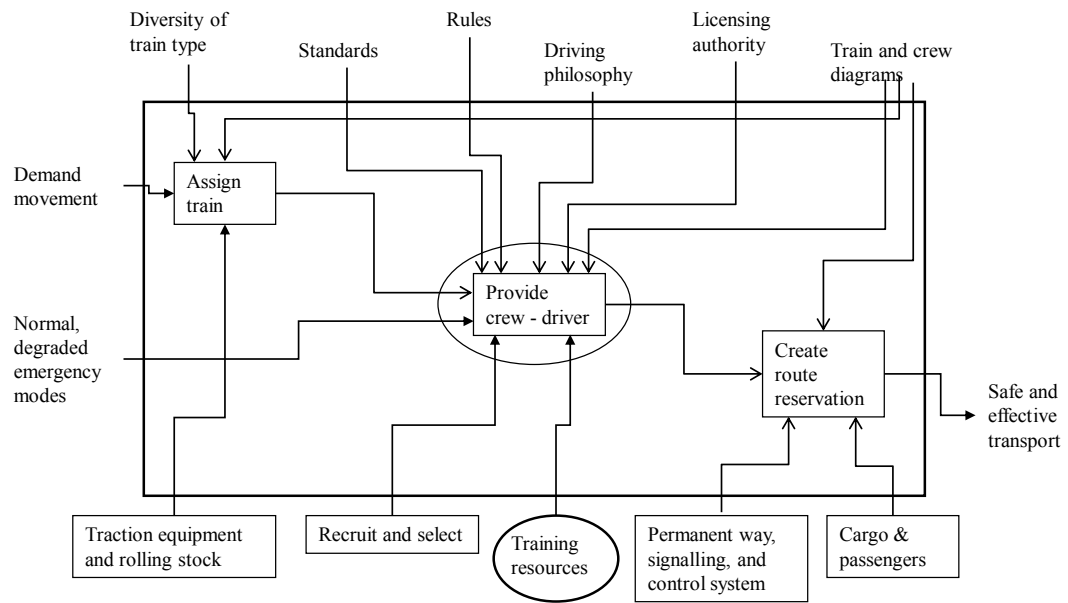 Diversity of
train type
Standards
Rules
Driving
philosophy
Licensing
authority
Train and crew
diagrams
Demand
movement
Assign
train
Normal,
degraded
emergency
modes
Provide
crew - driver
Create
route
reservation
Safe and
effective
transport
Traction equipment
and rolling stock
Recruit and select
Training
resources
Permanent way,
signalling, and
control system
Cargo &
passengers